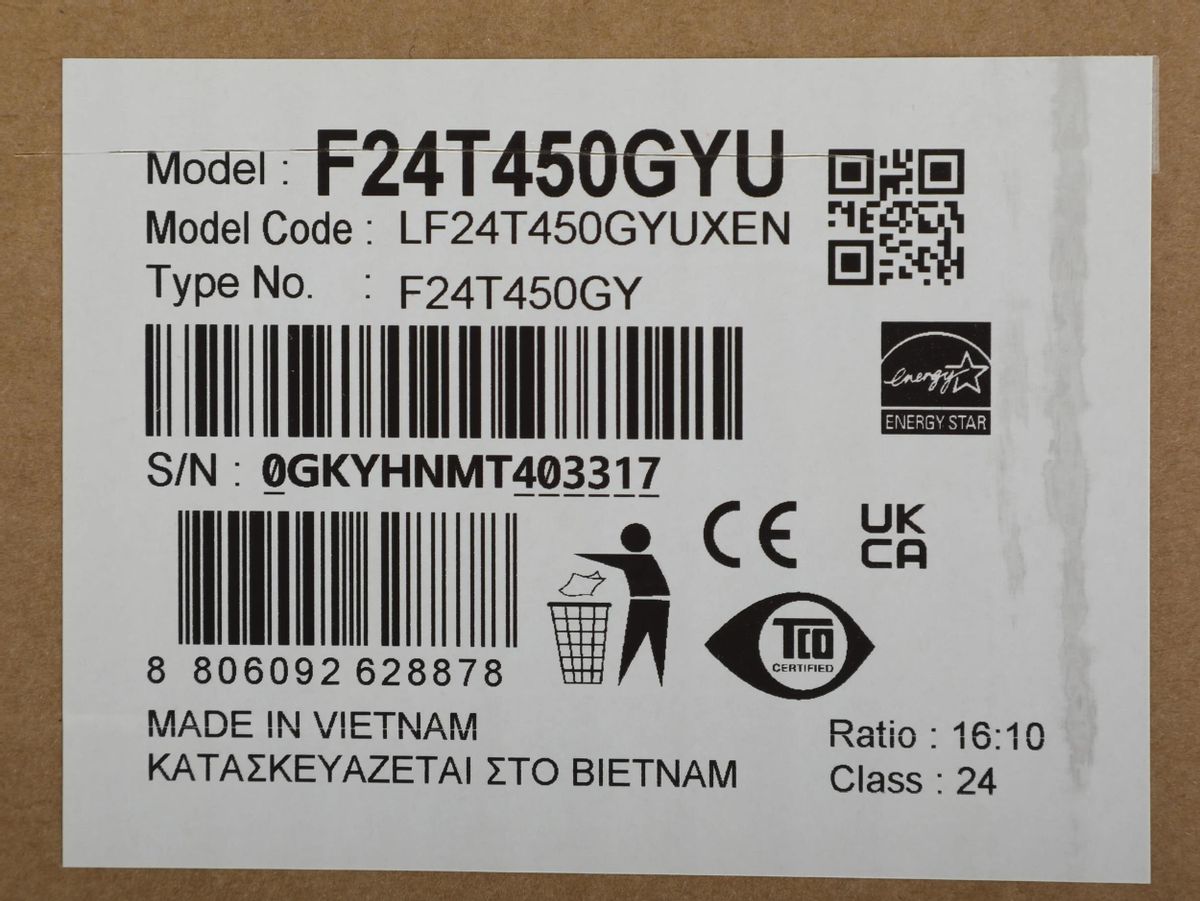 Model : F24T450GYU
Model Code : LF24T450GYUXEN
Type No. : F24T450GY
energy
ENERGY STAR
S/N : 0GKYHNMT403317
CE
UK
CA
TCO
CERTIFIED
8 806092 628878
MADE IN VIETNAM
ΚΑΤΑΣΚΕΥΑΖΕΤΑΙ ΣΤΟ ΒΙΕΤΝΑΜ
Ratio : 16:10
Class : 24